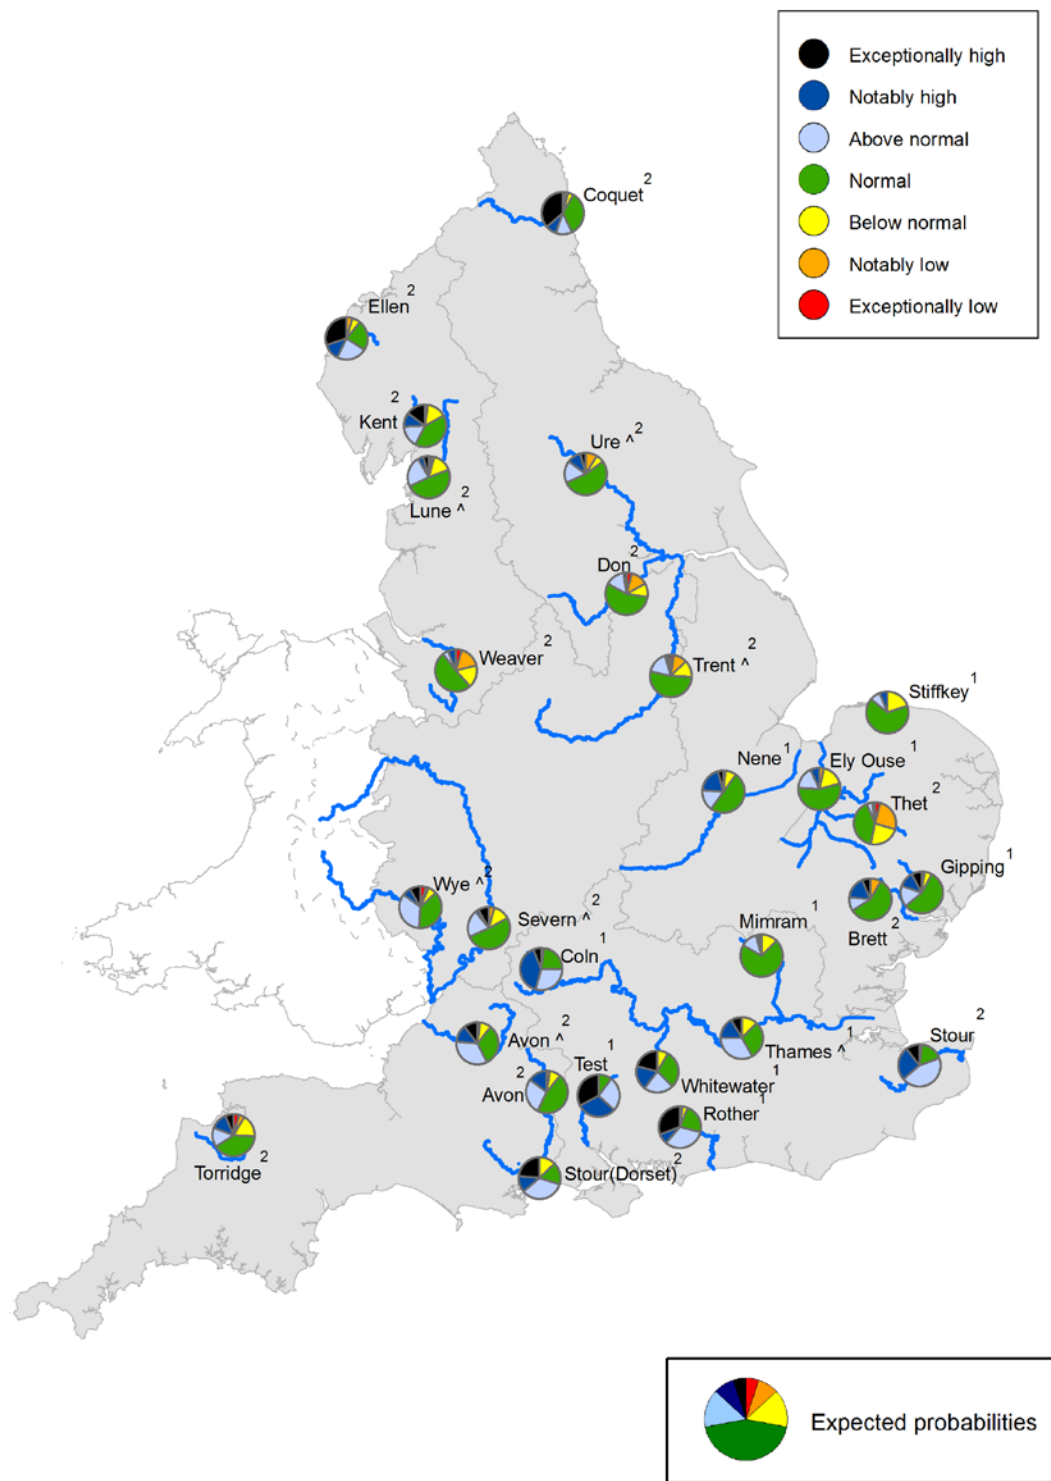 Exceptionally high
Notably high
Above normal
Normal
Below normal
Notably low
Exceptionally low
Coquet 2
Ellen 2
Kent 2
Ure ^ 2
Lune ^ 2
Don 2
Weaver 2
Trent ^ 2
Stiffkey 1
Nene 1
Ely Ouse 1
Thet 2
Gipping 1
Wye ^ 2
Severn ^ 2
Mimram 1
Brett 2
Coln 1
Avon ^ 2
Thames ^ 1
Stour 2
Test 1
Avon 2
Whitewater 1
Rother 1
Torridge 2
Stour(Dorset) 2
Expected probabilities